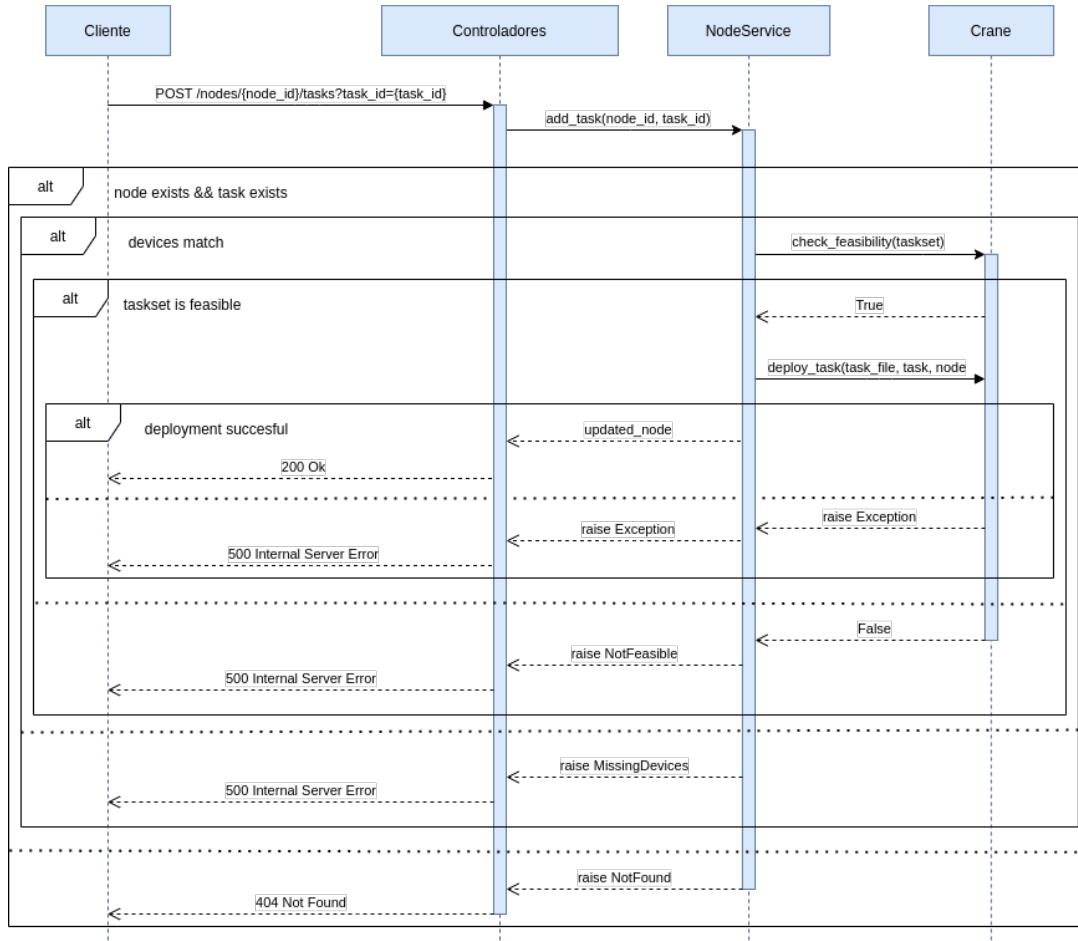 Cliente
Controladores
NodeService
Crane
POST /nodes/{node_id}/tasks?task_id={task_id}
add_task(node_id, task_id)
alt
node exists && task exists
alt
devices match
check_feasibility(taskset)
alt
taskset is feasible
True
deploy_task(task_file, task, node
alt
deployment succesful
updated_node
200 Ok
raise Exception
raise Exception
500 Internal Server Error
False
raise NotFeasible
500 Internal Server Error
raise MissingDevices
500 Internal Server Error
raise NotFound
404 Not Found